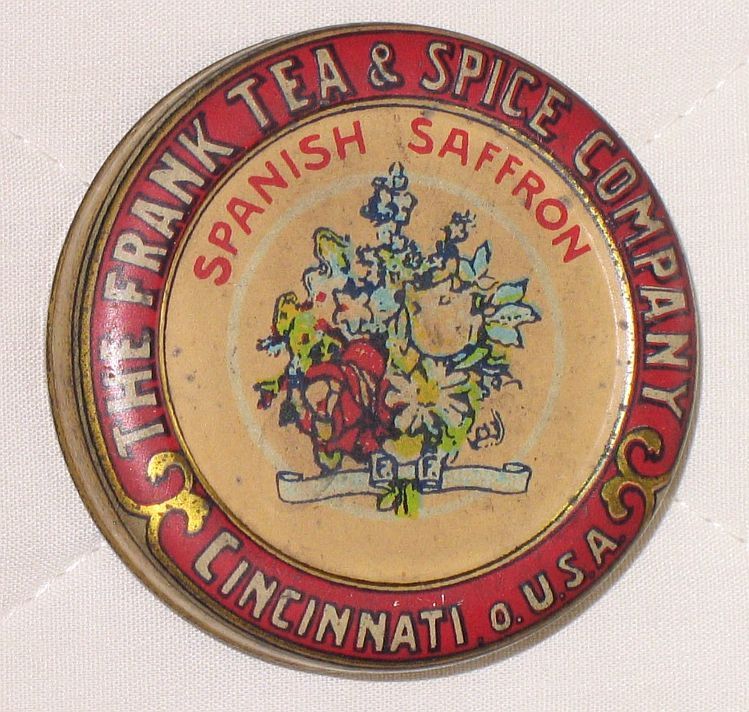 THE FRANK TEA & SPICE COMPANY
SPANISH SAFFRON
CINCINNATI, O. U.S.A.